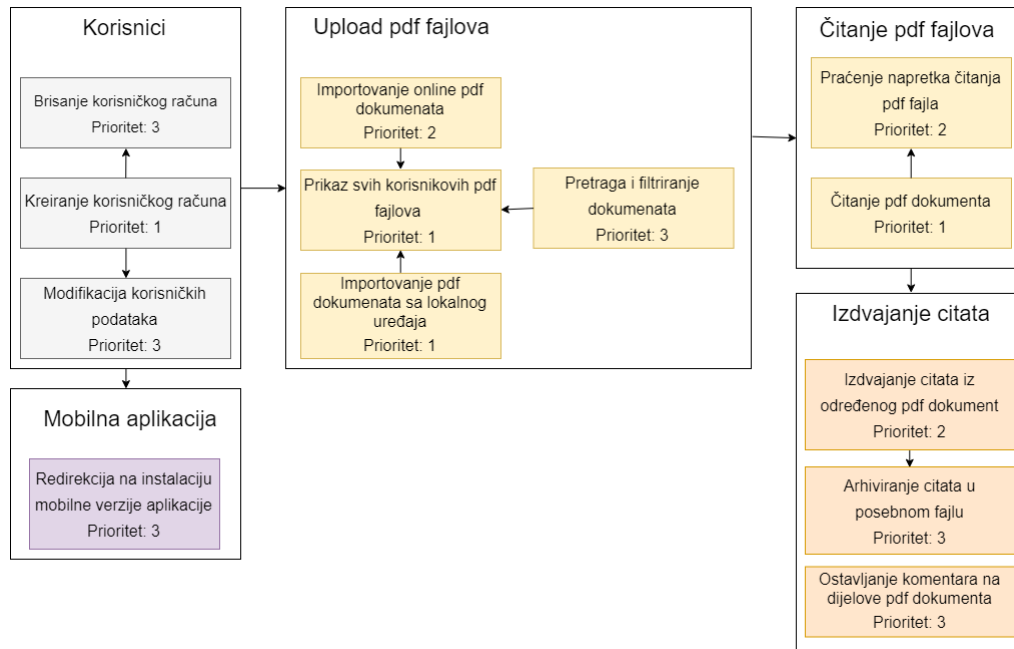 Korisnici
Brisanje korisničkog računa
Prioritet: 3
Kreiranje korisničkog računa
Prioritet: 1
Modifikacija korisničkih
podataka
Prioritet: 3
Mobilna aplikacija
Redirekcija na instalaciju
mobilne verzije aplikacije
Prioritet: 3
Upload pdf fajlova
Importovanje online pdf
dokumenata
Prioritet: 2
Prikaz svih korisnikovih pdf
fajlova
Prioritet: 1
Pretraga i filtriranje
dokumenata
Prioritet: 3
Importovanje pdf
dokumenata sa lokalnog
uređaja
Prioritet: 1
Čitanje pdf fajlova
Praćenje napretka čitanja
pdf fajla
Prioritet: 2
Čitanje pdf dokumenta
Prioritet: 1
Izdvajanje citata
Izdvajanje citata iz
određenog pdf dokument
Prioritet: 2
Arhiviranje citata u
posebnom fajlu
Prioritet: 3
Ostavljanje komentara na
dijelove pdf dokumenta
Prioritet: 3